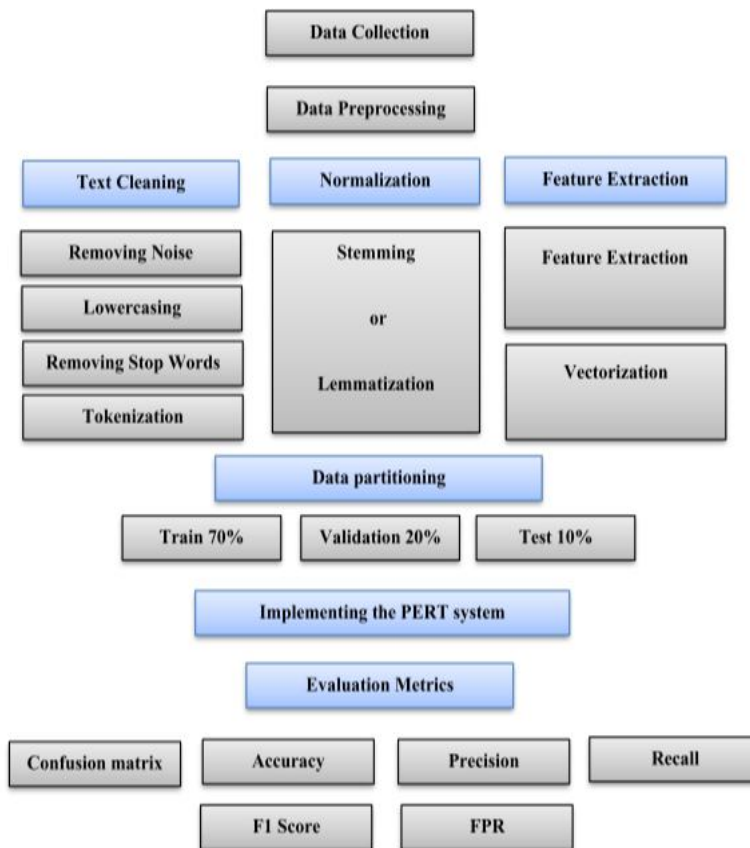 Data Collection
Data Preprocessing
Text Cleaning
Normalization
Feature Extraction
Removing Noise
Lowercasing
Removing Stop Words
Tokenization
Stemming
or
Lemmatization
Feature Extraction
Vectorization
Data partitioning
Train 70%
Validation 20%
Test 10%
Implementing the PERT system
Evaluation Metrics
Confusion matrix
Accuracy
Precision
Recall
F1 Score
FPR